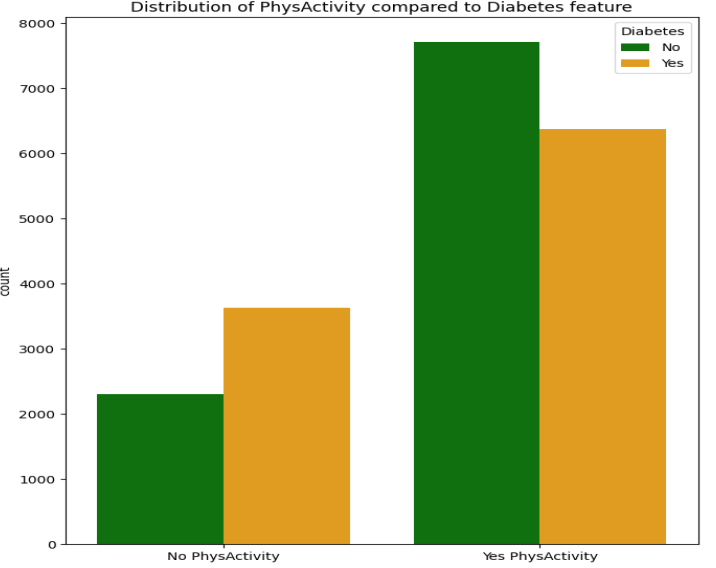 Distribution of PhysActivity compared to Diabetes feature
Diabetes
No
Yes
8000
7000
6000
5000
4000
3000
2000
1000
0
count
No PhysActivity
Yes PhysActivity